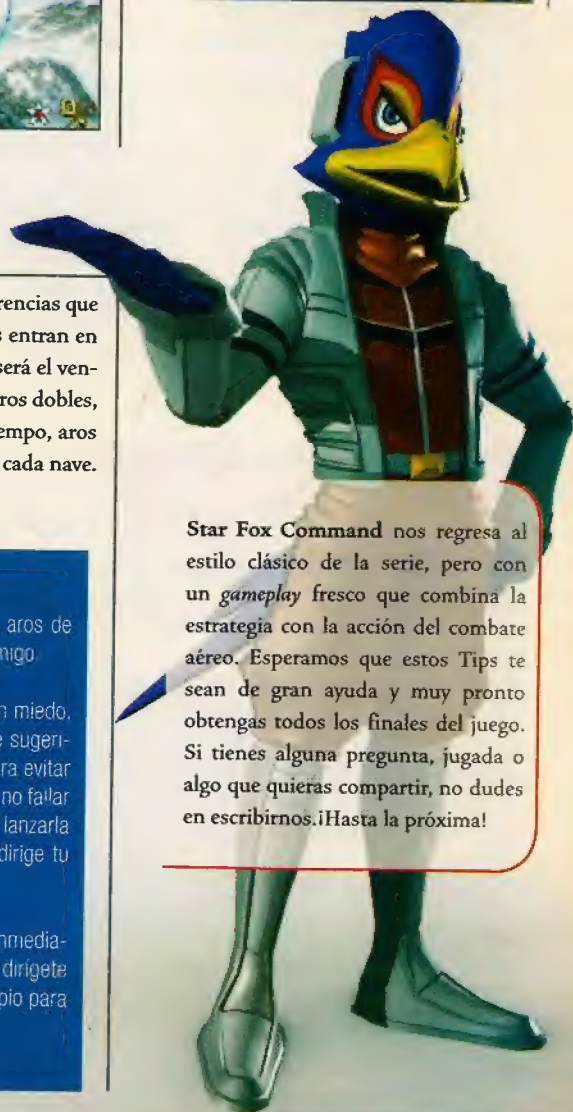 rencias que
s entran en
será el ven-
ros dobles,
empo, aros
cada nave.
aros de
nigo.
n miedo,
e sugeri-
ra evitar
no fallar
lanzarla
dirige tu
nmedia-
dirígete
pio para
Star Fox Command nos regresa al
estilo clásico de la serie, pero con
un gameplay fresco que combina la
estrategia con la acción del combate
aéreo. Esperamos que estos Tips te
sean de gran ayuda y muy pronto
obtengas todos los finales del juego.
Si tienes alguna pregunta, jugada o
algo que quieras compartir, no dudes
en escribirnos.¡Hasta la próxima!